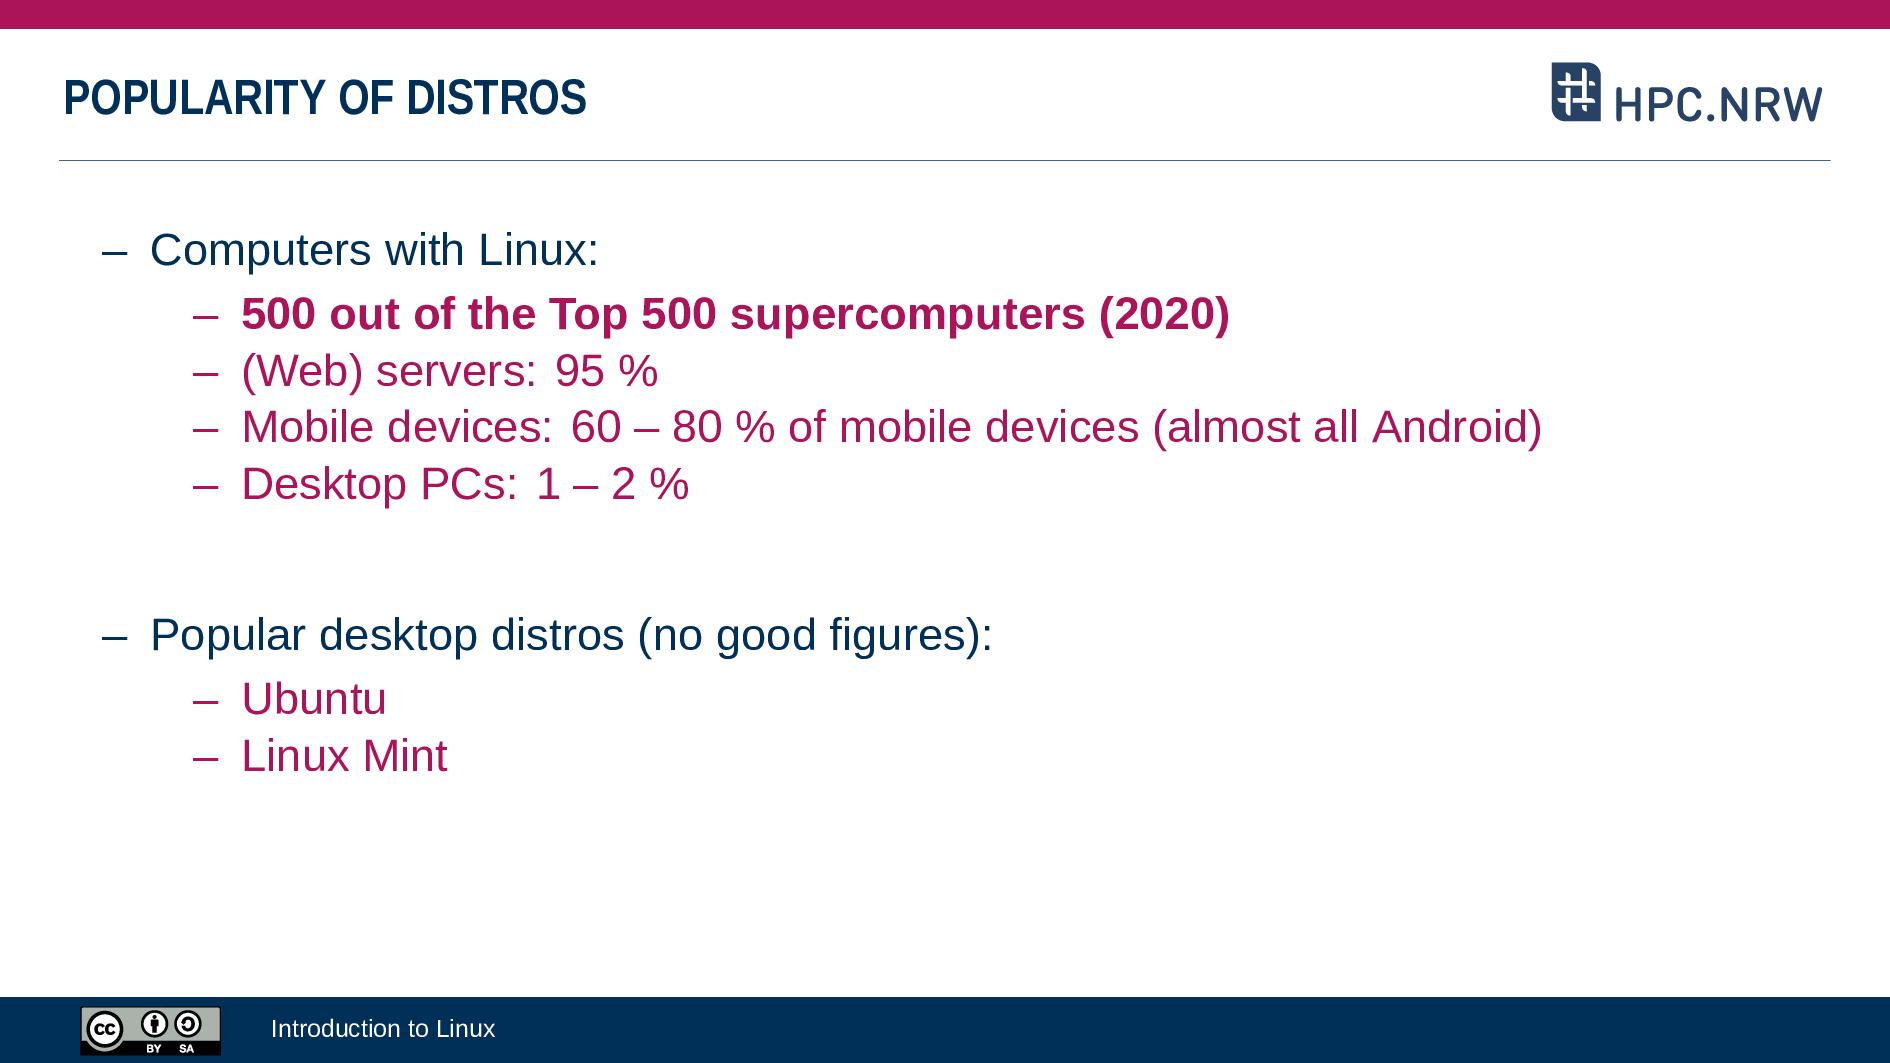 POPULARITY OF DISTROS
HPC.NRW
– Computers with Linux:
– 500 out of the Top 500 supercomputers (2020)
– (Web) servers: 95 %
– Mobile devices: 60 – 80 % of mobile devices (almost all Android)
– Desktop PCs: 1 – 2 %
– Popular desktop distros (no good figures):
– Ubuntu
– Linux Mint
cc BY SA
Introduction to Linux